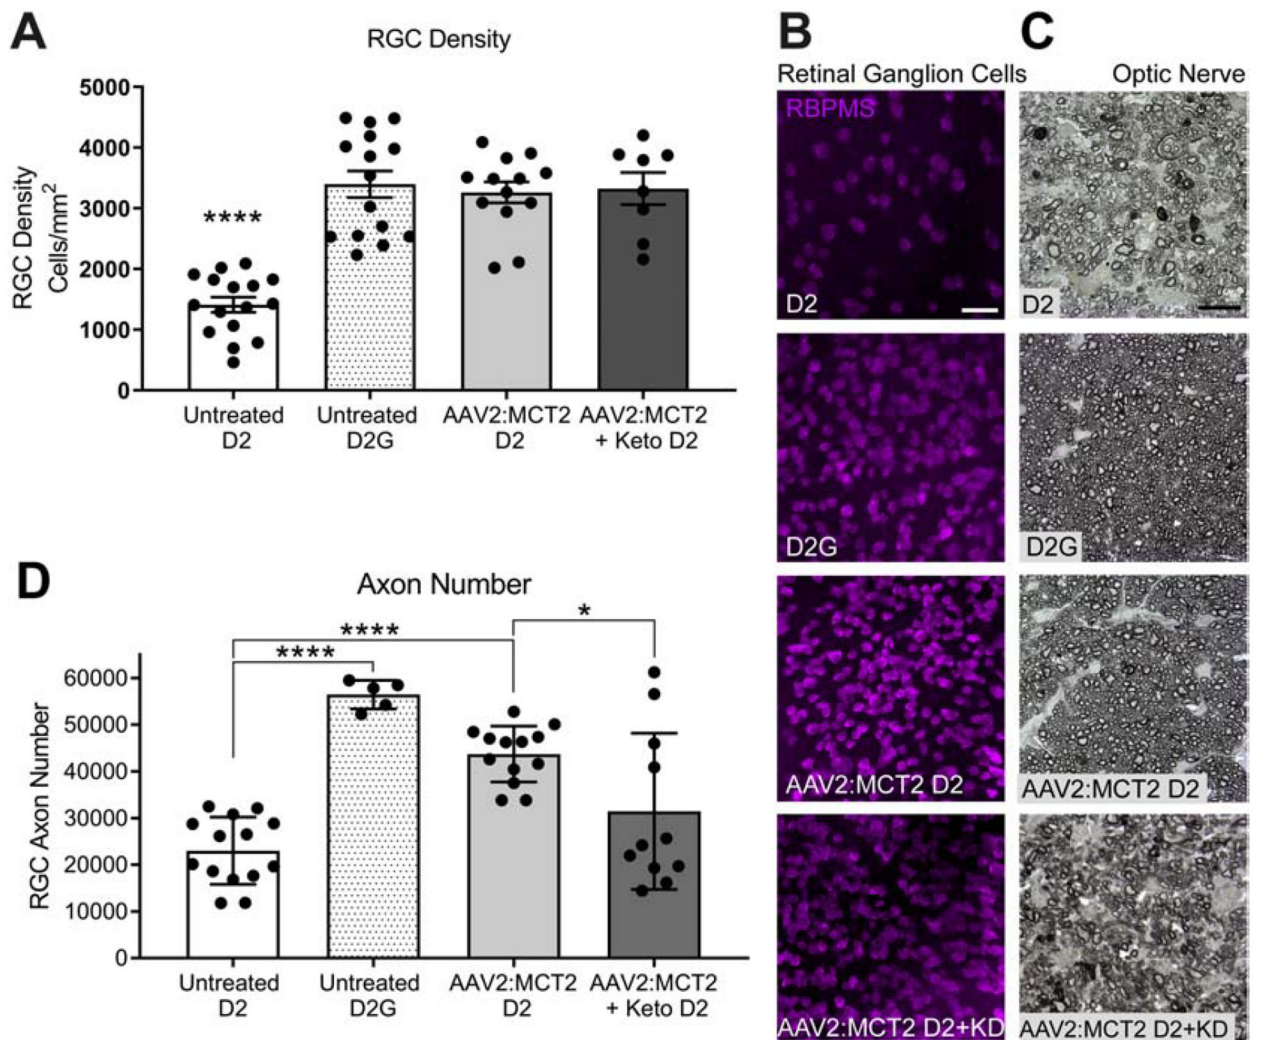 A
RGC Density
RGC Density
Cells/mm²
5000
4000
3000
2000
1000
0
****
Untreated
D2
Untreated
D2G
AAV2:MCT2
D2
AAV2:MCT2
+ Keto D2
B
Retinal Ganglion Cells
RBPMS
D2
D2G
AAV2:MCT2 D2
AAV2:MCT2 D2+KD
C
Optic Nerve
D2
D2G
AAV2:MCT2 D2
AAV2:MCT2 D2+KD
D
Axon Number
RGC Axon Number
60000
50000
40000
30000
20000
10000
0
****
****
*
Untreated
D2
Untreated
D2G
AAV2:MCT2
D2
AAV2:MCT2
+ Keto D2